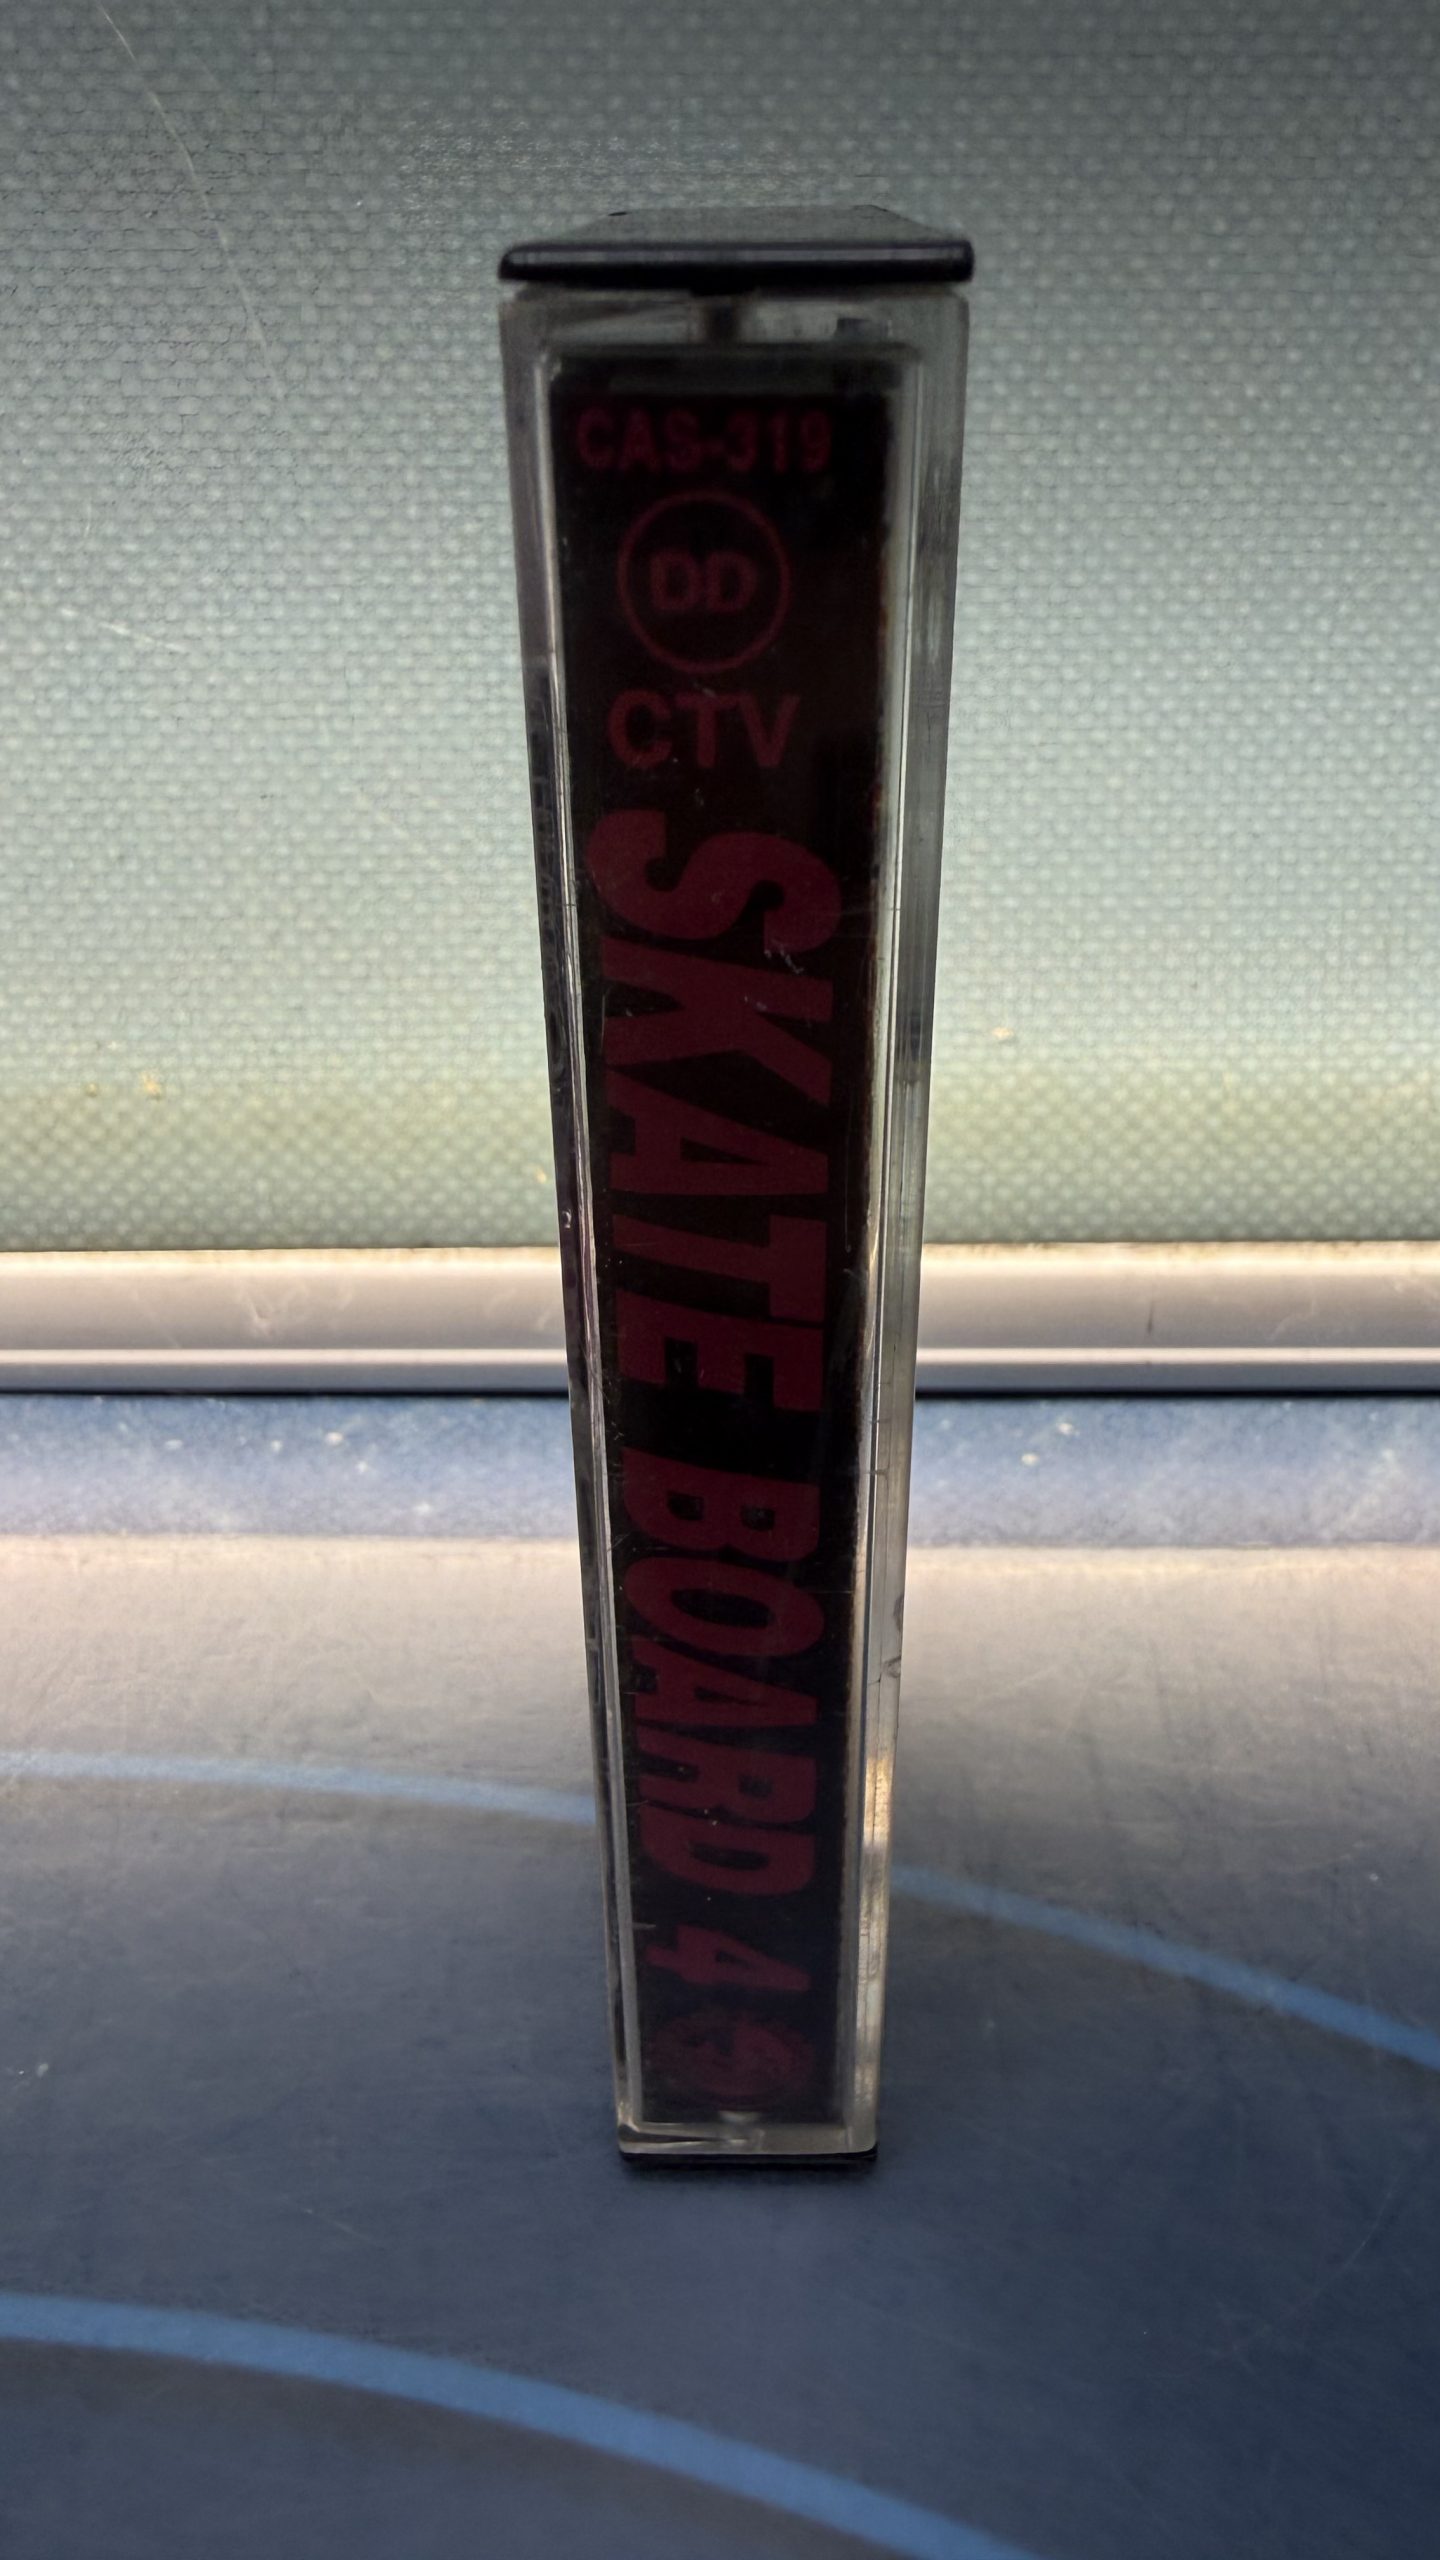 CAS-319
DD
CTV
SKATE BOARD 4